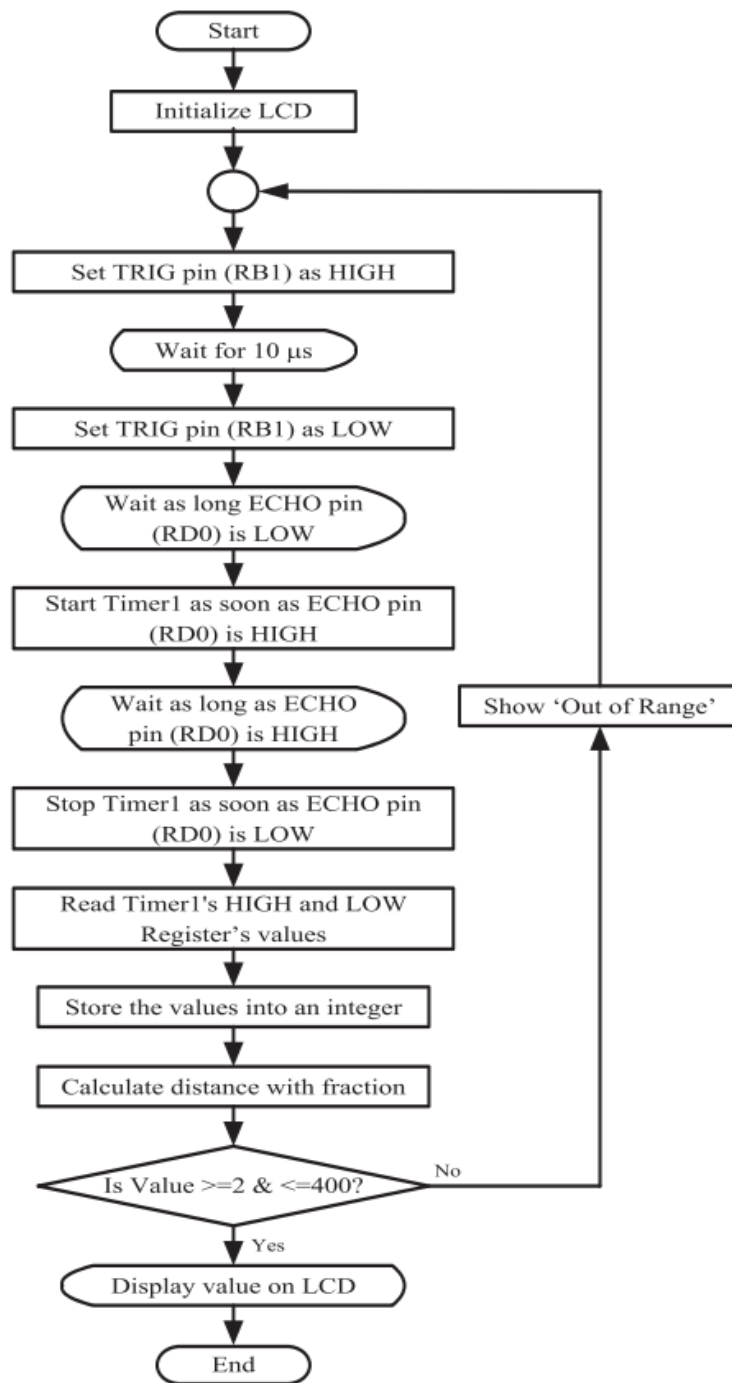 Start
Initialize LCD
Set TRIG pin (RB1) as HIGH
Wait for 10 μs
Set TRIG pin (RB1) as LOW
Wait as long ECHO pin
(RD0) is LOW
Start Timer1 as soon as ECHO pin
(RD0) is HIGH
Wait as long as ECHO
pin (RD0) is HIGH
Show ‘Out of Range’
Stop Timer1 as soon as ECHO pin
(RD0) is LOW
Read Timer1's HIGH and LOW
Register’s values
Store the values into an integer
Calculate distance with fraction
Is Value >=2 & <=400?
No
Yes
Display value on LCD
End